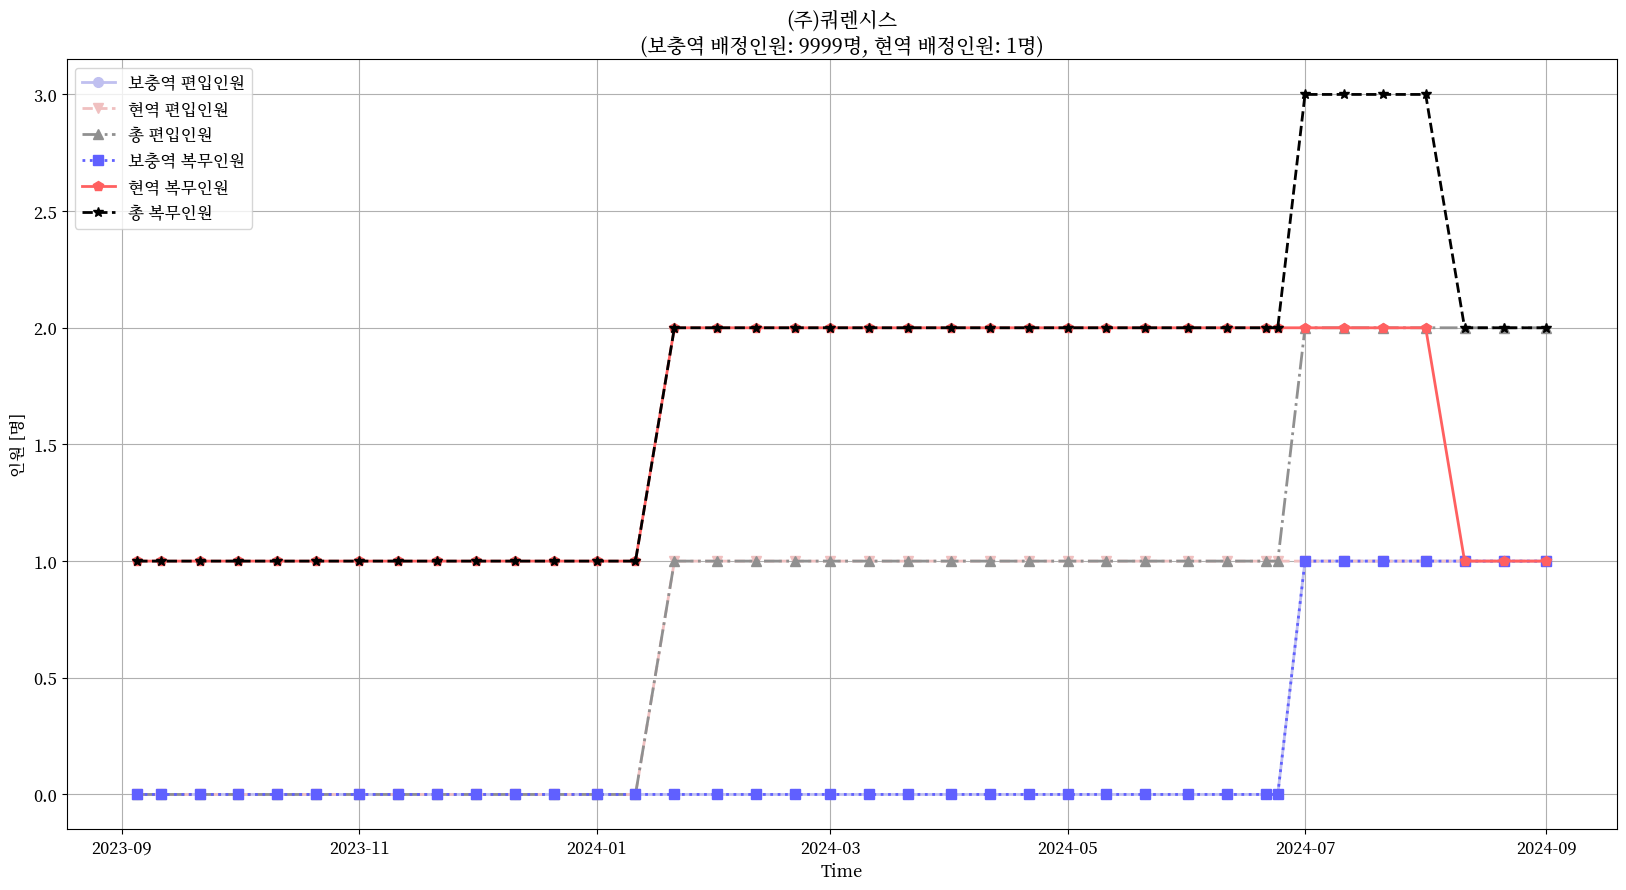 (주)쿼렌시스
(보충역 배정인원: 9999명, 현역 배정인원: 1명)
보충역 편입인원
현역 편입인원
총 편입인원
보충역 복무인원
현역 복무인원
총 복무인원
3.0
2.5
2.0
1.5
1.0
0.5
0.0
인원 [명]
2023-09 2023-11 2024-01 2024-03 2024-05 2024-07 2024-09
Time